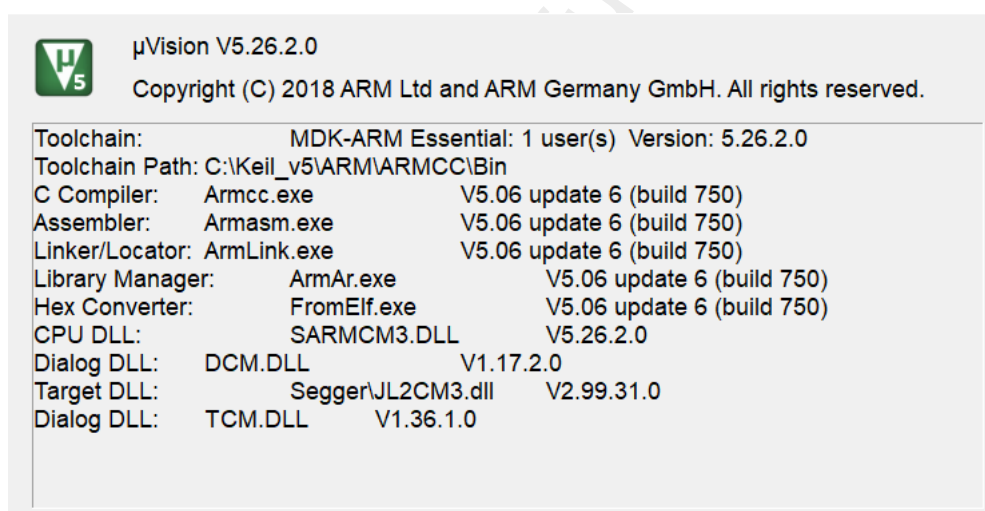 µ5
µVision V5.26.2.0
Copyright (C) 2018 ARM Ltd and ARM Germany GmbH. All rights reserved.
Toolchain: MDK-ARM Essential: 1 user(s) Version: 5.26.2.0
Toolchain Path: C:\Keil_v5\ARM\ARMCC\Bin
C Compiler: Armcc.exe V5.06 update 6 (build 750)
Assembler: Armasm.exe V5.06 update 6 (build 750)
Linker/Locator: ArmLink.exe V5.06 update 6 (build 750)
Library Manager: ArmAr.exe V5.06 update 6 (build 750)
Hex Converter: FromElf.exe V5.06 update 6 (build 750)
CPU DLL: SARMCM3.DLL V5.26.2.0
Dialog DLL: DCM.DLL V1.17.2.0
Target DLL: Segger\JL2CM3.dll V2.99.31.0
Dialog DLL: TCM.DLL V1.36.1.0